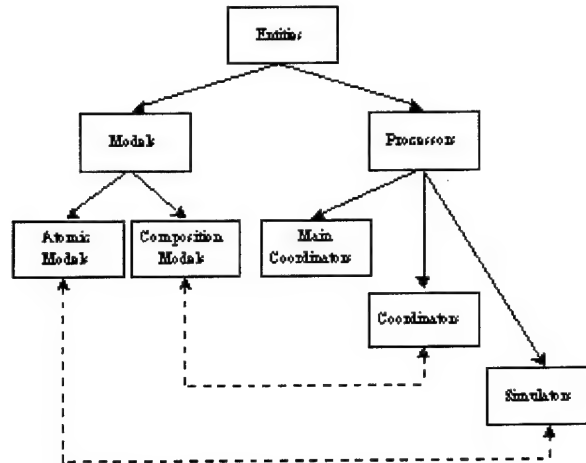 Entities
Models
Processors
Atomic
Models
Composition
Models
Main
Coordinators
Coordinators
Simulators